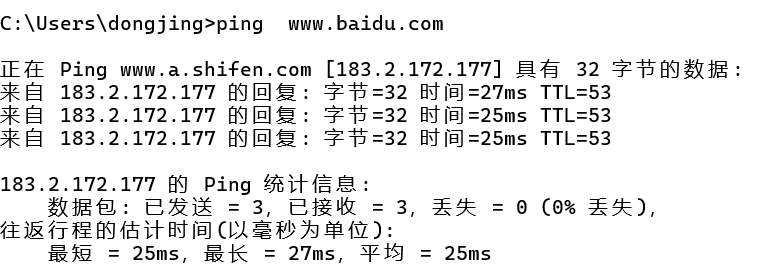 C:\Users\dongjing>ping  www.baidu.com
正在 Ping www.a.shifen.com [183.2.172.177] 具有 32 字节的数据:
来自 183.2.172.177 的回复: 字节=32 时间=27ms TTL=53
来自 183.2.172.177 的回复: 字节=32 时间=25ms TTL=53
来自 183.2.172.177 的回复: 字节=32 时间=25ms TTL=53
183.2.172.177 的 Ping 统计信息:
    数据包: 已发送 = 3，已接收 = 3，丢失 = 0 (0% 丢失)，
往返行程的估计时间(以毫秒为单位):
    最短 = 25ms，最长 = 27ms，平均 = 25ms